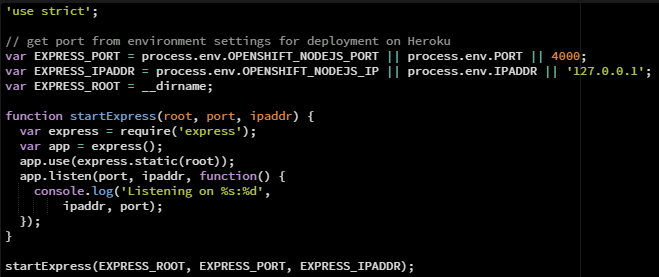 'use strict';
// get port from environment settings for deployment on Heroku
var EXPRESS_PORT = process.env.OPENSHIFT_NODEJS_PORT || process.env.PORT || 4000;
var EXPRESS_IPADDR = process.env.OPENSHIFT_NODEJS_IP || process.env.IPADDR || '127.0.0.1';
var EXPRESS_ROOT = __dirname;
function startExpress(root, port, ipaddr) {
  var express = require('express');
  var app = express();
  app.use(express.static(root));
  app.listen(port, ipaddr, function() {
    console.log('Listening on %s:%d',
        ipaddr, port);
  });
}
startExpress(EXPRESS_ROOT, EXPRESS_PORT, EXPRESS_IPADDR);